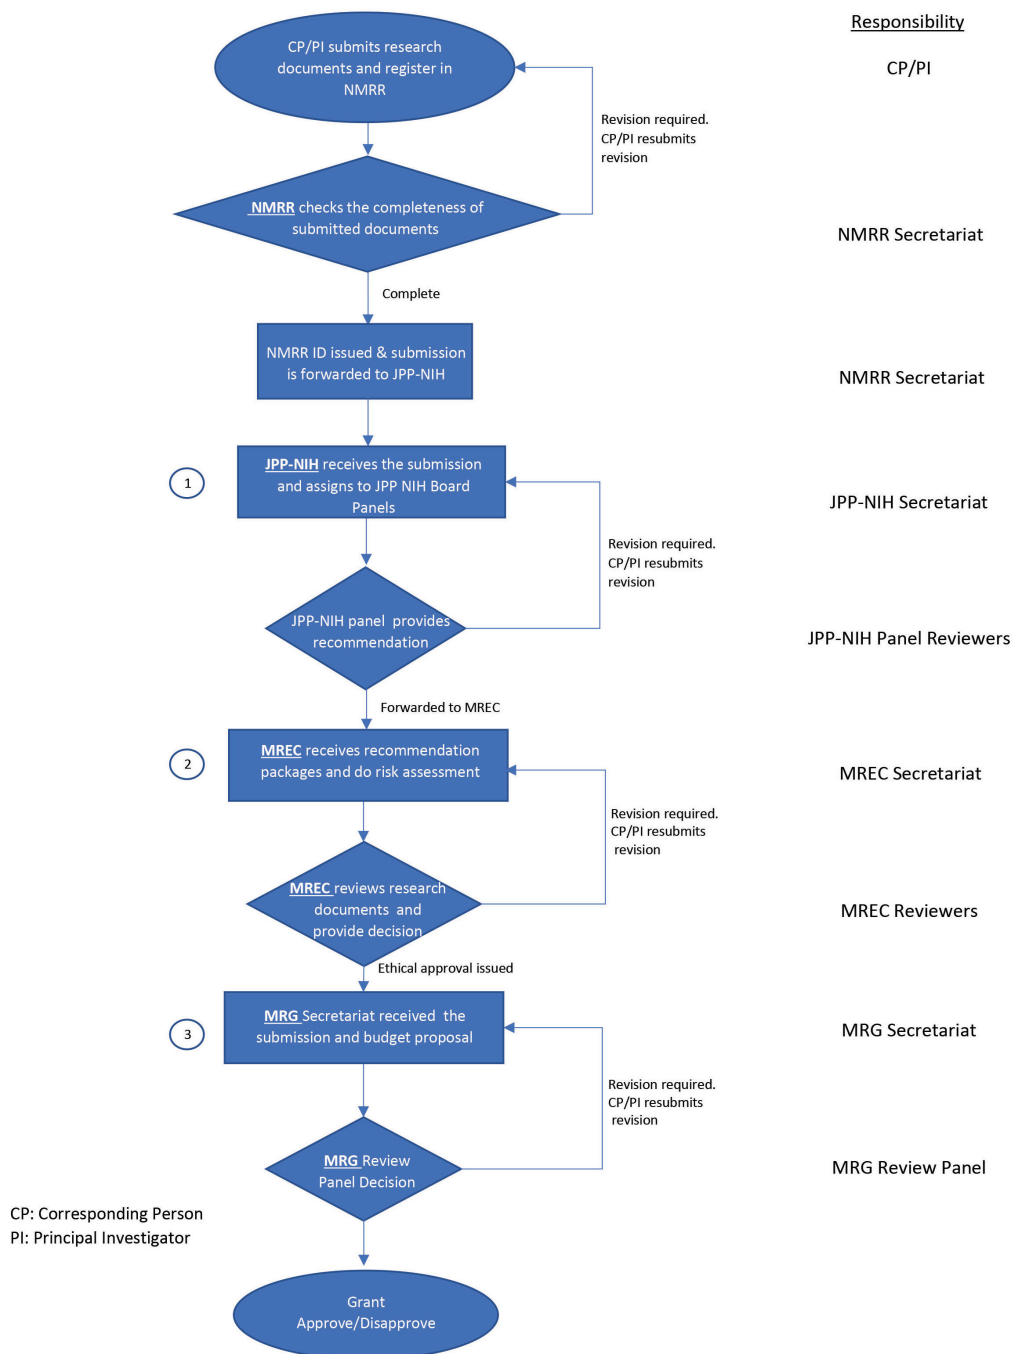 Responsibility
CP/PI submits research
documents and register in
NMRR
CP/PI
Revision required.
CP/PI resubmits
revision
NMRR checks the completeness of
submitted documents
NMRR Secretariat
Complete
NMRR ID issued & submission
is forwarded to JPP-NIH
NMRR Secretariat
1
JPP-NIH receives the submission
and assigns to JPP NIH Board
Panels
JPP-NIH Secretariat
Revision required.
CP/PI resubmits
revision
JPP-NIH panel provides
recommendation
JPP-NIH Panel Reviewers
Forwarded to MREC
2
MREC receives recommendation
packages and do risk assessment
MREC Secretariat
Revision required.
CP/PI resubmits
revision
MREC reviews research
documents and
provide decision
MREC Reviewers
Ethical approval issued
3
MRG Secretariat received the
submission and budget proposal
MRG Secretariat
Revision required.
CP/PI resubmits
revision
MRG Review
Panel Decision
MRG Review Panel
CP: Corresponding Person
PI: Principal Investigator
Grant
Approve/Disapprove